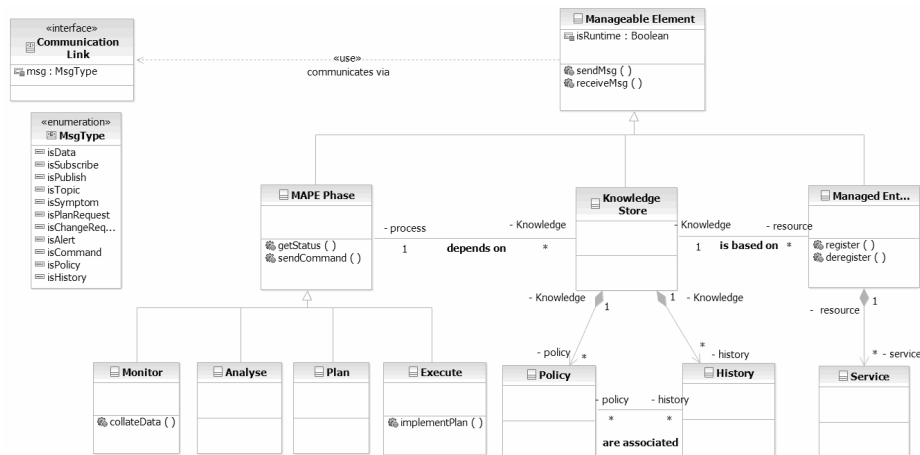 «interface»
Communication
Link
msg : MsgType
«use»
communicates via
Manageable Element
isRuntime : Boolean
sendMsg ( )
receiveMsg ( )
«enumeration»
MsgType
isData
isSubscribe
isPublish
isTopic
isSymptom
isPlanRequest
isChangeReq...
isAlert
isCommand
isPolicy
isHistory
MAPE Phase
getStatus ( )
sendCommand ( )
- process
1
depends on
- Knowledge
*
Knowledge
Store
- Knowledge
1
is based on
- resource
*
Managed Ent...
register ( )
deregister ( )
- Knowledge
1
1
- Knowledge
1
- resource
- policy
*
*
- history
* - service
Monitor
collateData ( )
Analyse
Plan
Execute
implementPlan ( )
Policy
- policy
- history
*
*
are associated
History
Service